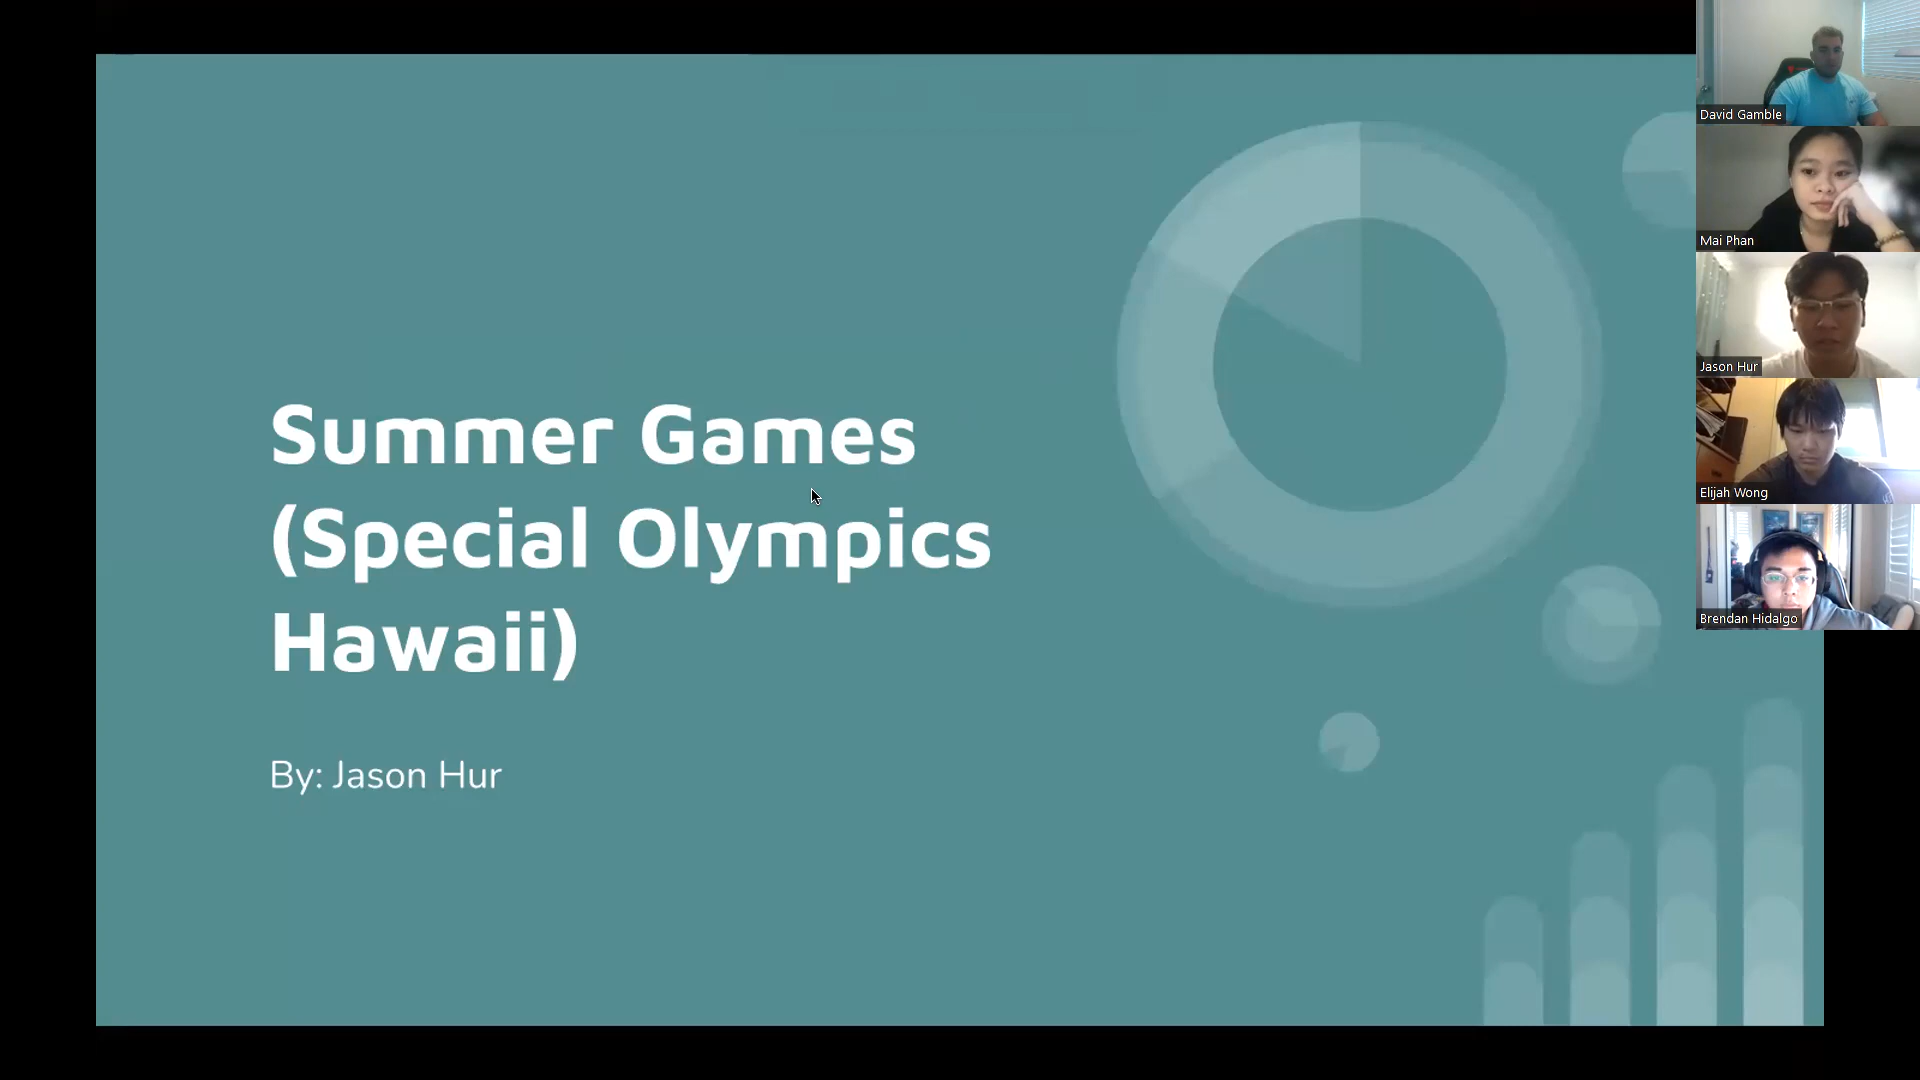 Summer Games
(Special Olympics
Hawaii)
By: Jason Hur
David Gamble
Mai Phan
Jason Hur
Elijah Wong
Brendan Hidalgo